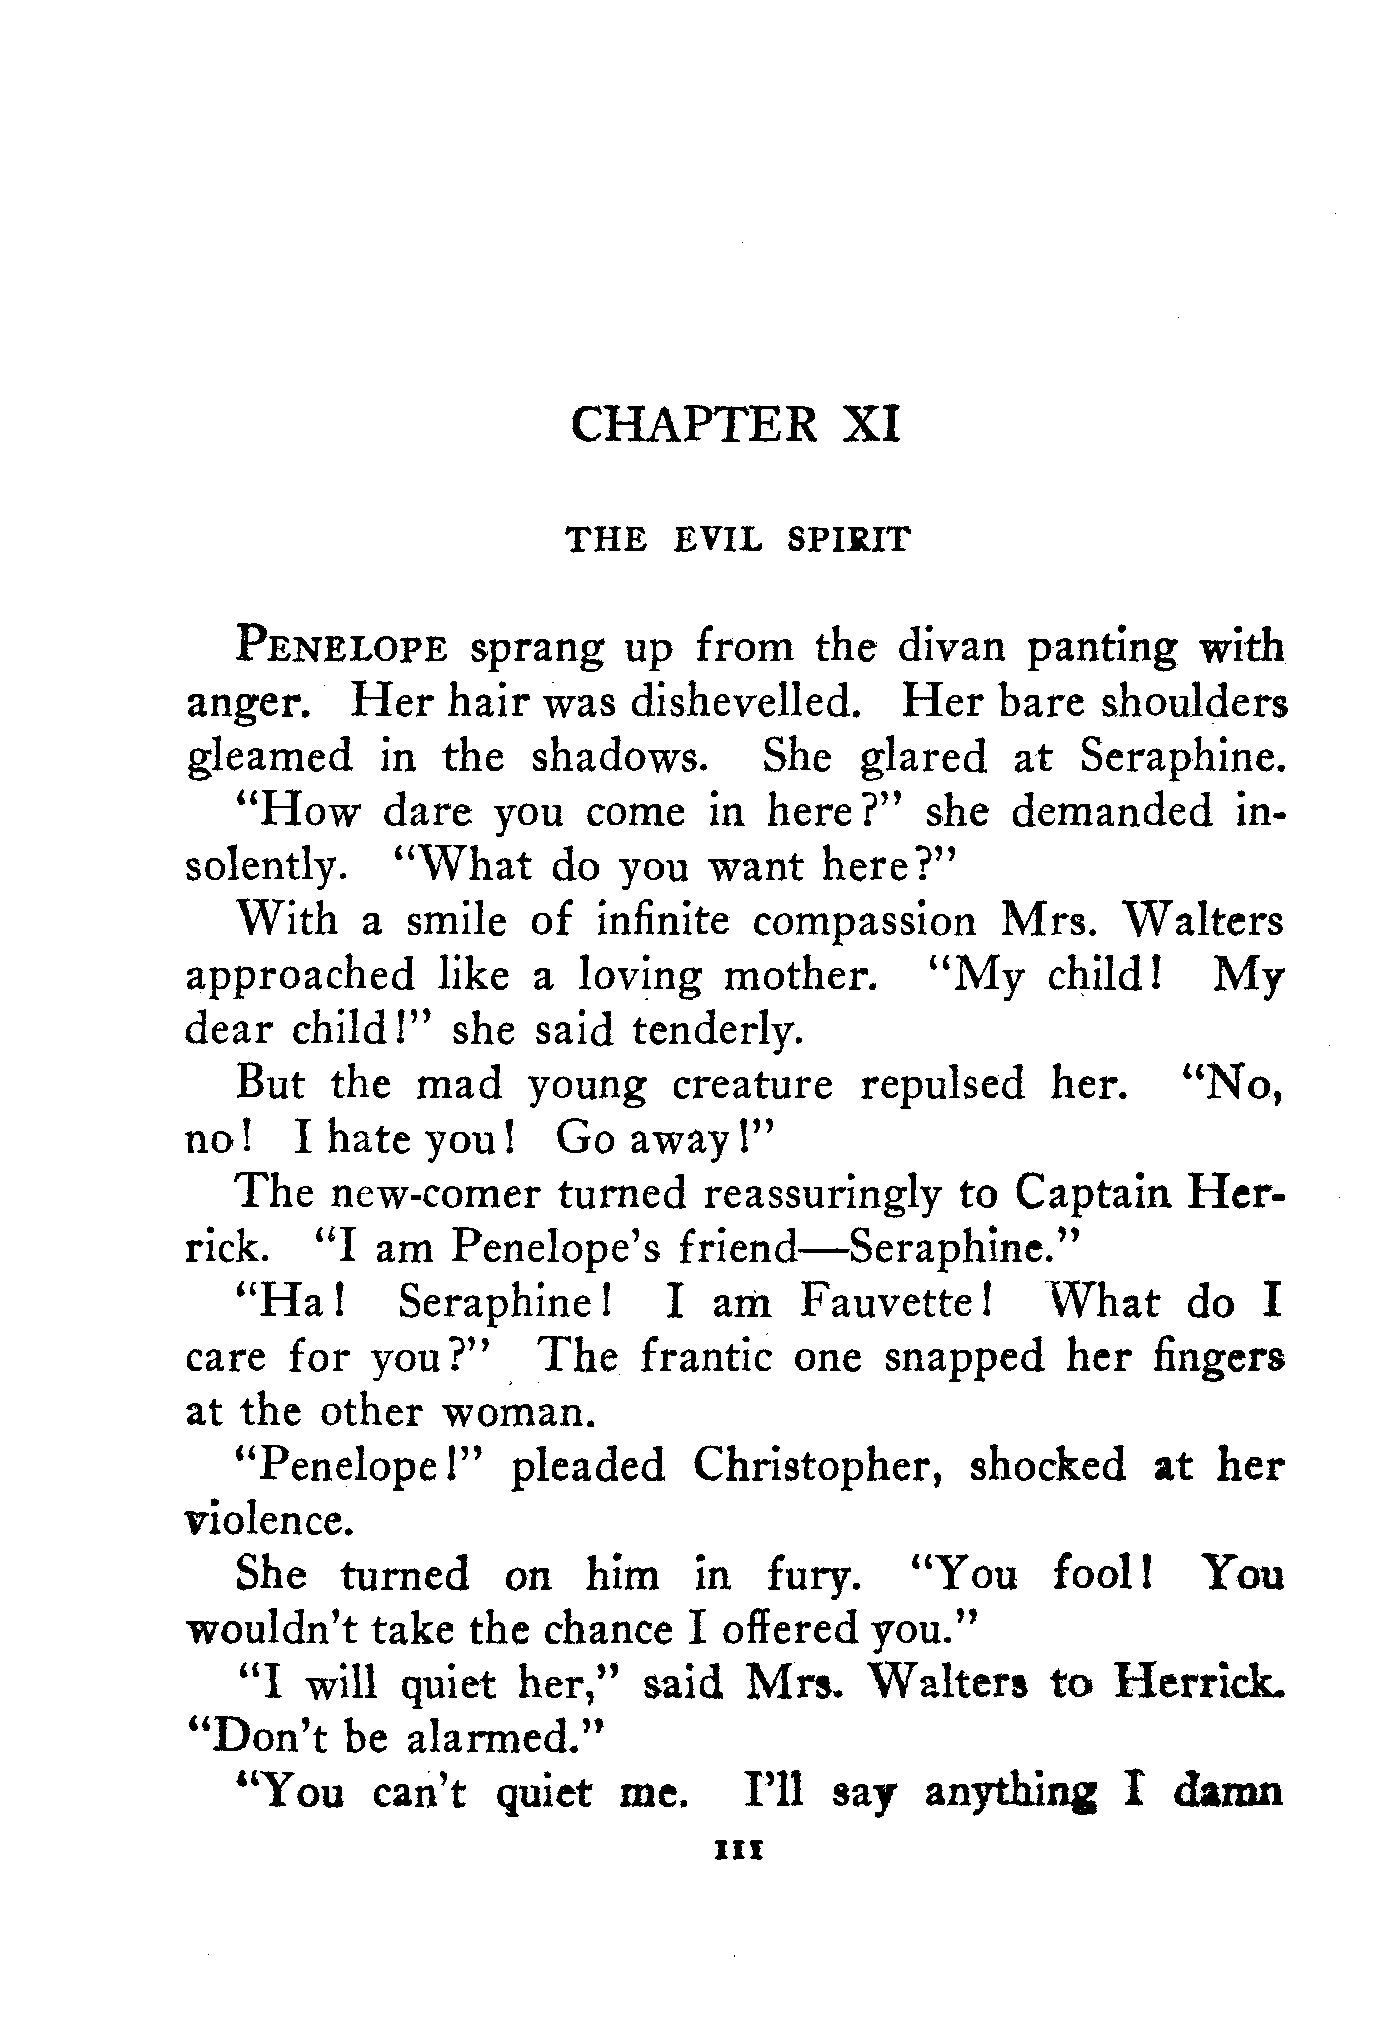 CHAPTER XI
THE EVIL SPIRIT
PENELOPE sprang up from the divan panting with
anger. Her hair was dishevelled. Her bare shoulders
gleamed in the shadows. She glared at Seraphine.
“How dare you come in here?” she demanded in-
solently. “What do you want here?”
With a smile of infinite compassion Mrs. Walters
approached like a loving mother. “My child! My
dear child!” she said tenderly.
But the mad young creature repulsed her. “No,
no! I hate you! Go away!”
The new-comer turned reassuringly to Captain Her-
rick. “I am Penelope’s friend—Seraphine.”
“Ha! Seraphine! I am Fauvette! What do I
care for you?” The frantic one snapped her fingers
at the other woman.
“Penelope!” pleaded Christopher, shocked at her
violence.
She turned on him in fury. “You fool! You
wouldn’t take the chance I offered you.”
“I will quiet her,” said Mrs. Walters to Herrick.
“Don’t be alarmed.”
“You can’t quiet me. I’ll say anything I damn
111